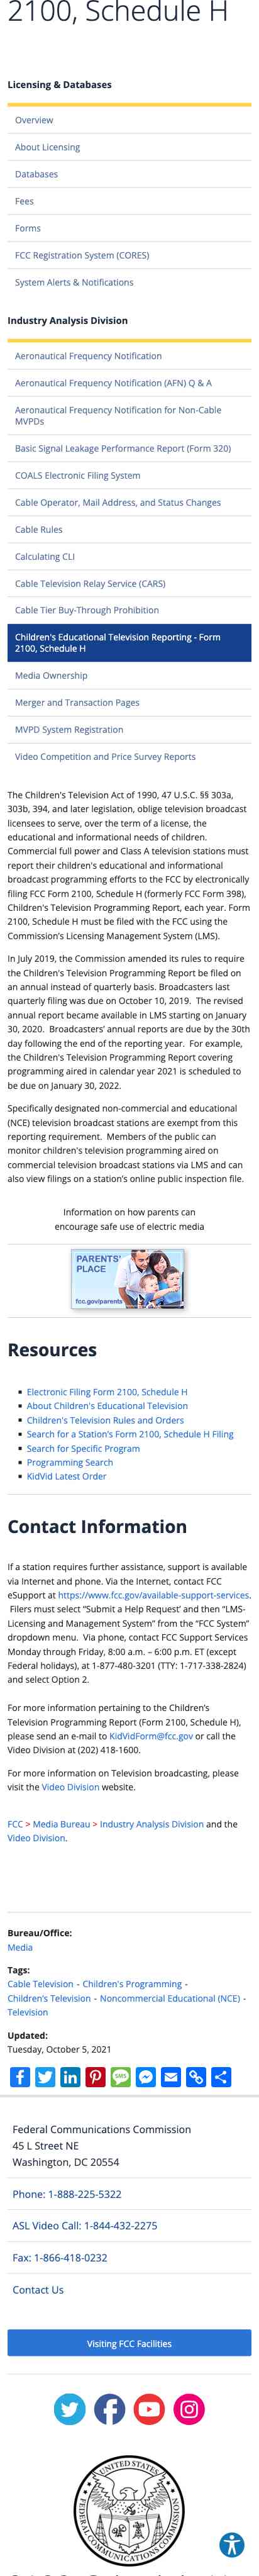 2100, Schedule H
Licensing & Databases
Overview
About Licensing
Databases
Fees
Forms
FCC Registration System (CORES)
System Alerts & Notifications
Industry Analysis Division
Aeronautical Frequency Notification
Aeronautical Frequency Notification (AFN) Q & A
Aeronautical Frequency Notification for Non-Cable
MVPDs
Basic Signal Leakage Performance Report (Form 320)
COALS Electronic Filing System
Cable Operator, Mail Address, and Status Changes
Cable Rules
Calculating CLI
Cable Television Relay Service (CARS)
Cable Tier Buy-Through Prohibition
Children's Educational Television Reporting - Form
2100, Schedule H
Media Ownership
Merger and Transaction Pages
MVPD System Registration
Video Competition and Price Survey Reports
The Children's Television Act of 1990, 47 U.S.C. §§ 303a,
303b, 394, and later legislation, oblige television broadcast
licensees to serve, over the term of a license, the
educational and informational needs of children.
Commercial full power and Class A television stations must
report their children's educational and informational
broadcast programming efforts to the FCC by electronically
filing FCC Form 2100, Schedule H (formerly FCC Form 398),
Children's Television Programming Report, each year. Form
2100, Schedule H must be filed with the FCC using the
Commission's Licensing Management System (LMS).
In July 2019, the Commission amended its rules to require
the Children's Television Programming Report be filed on
an annual instead of quarterly basis. Broadcasters last
quarterly filing was due on October 10, 2019.  The revised
annual report became available in LMS starting on January
30, 2020.  Broadcasters' annual reports are due by the 30th
day following the end of the reporting year.  For example,
the Children's Television Programming Report covering
programming aired in calendar year 2021 is scheduled to
be due on January 30, 2022.
Specifically designated non-commercial and educational
(NCE) television broadcast stations are exempt from this
reporting requirement.  Members of the public can
monitor children's television programming aired on
commercial television broadcast stations via LMS and can
also view filings on a station's online public inspection file.
Information on how parents can
encourage safe use of electric media
PARENTS'
PLACE
fcc.gov/parents
Resources
Electronic Filing Form 2100, Schedule H
About Children's Educational Television
Children's Television Rules and Orders
Search for a Station's Form 2100, Schedule H Filing
Search for Specific Program
Programming Search
KidVid Latest Order
Contact Information
If a station requires further assistance, support is available
via Internet and phone. Via the Internet, contact FCC
eSupport at https://www.fcc.gov/available-support-services.
Filers must select "Submit a Help Request' and then "LMS-
Licensing and Management System" from the "FCC System"
dropdown menu.  Via phone, contact FCC Support Services
Monday through Friday, 8:00 a.m. – 6:00 p.m. ET (except
Federal holidays), at 1-877-480-3201 (TTY: 1-717-338-2824)
and select Option 2.
For more information pertaining to the Children's
Television Programming Report (Form 2100, Schedule H),
please send an e-mail to KidVidForm@fcc.gov or call the
Video Division at (202) 418-1600.
For more information on Television broadcasting, please
visit the Video Division website.
FCC > Media Bureau > Industry Analysis Division and the
Video Division.
Bureau/Office:
Media
Tags:
Cable Television - Children's Programming -
Children's Television - Noncommercial Educational (NCE) -
Television
Updated:
Tuesday, October 5, 2021
SMS
Federal Communications Commission
45 L Street NE
Washington, DC 20554
Phone: 1-888-225-5322
ASL Video Call: 1-844-432-2275
Fax: 1-866-418-0232
Contact Us
Visiting FCC Facilities
UNITED STATES
FEDERAL COMMUNICATIONS COMMISSION